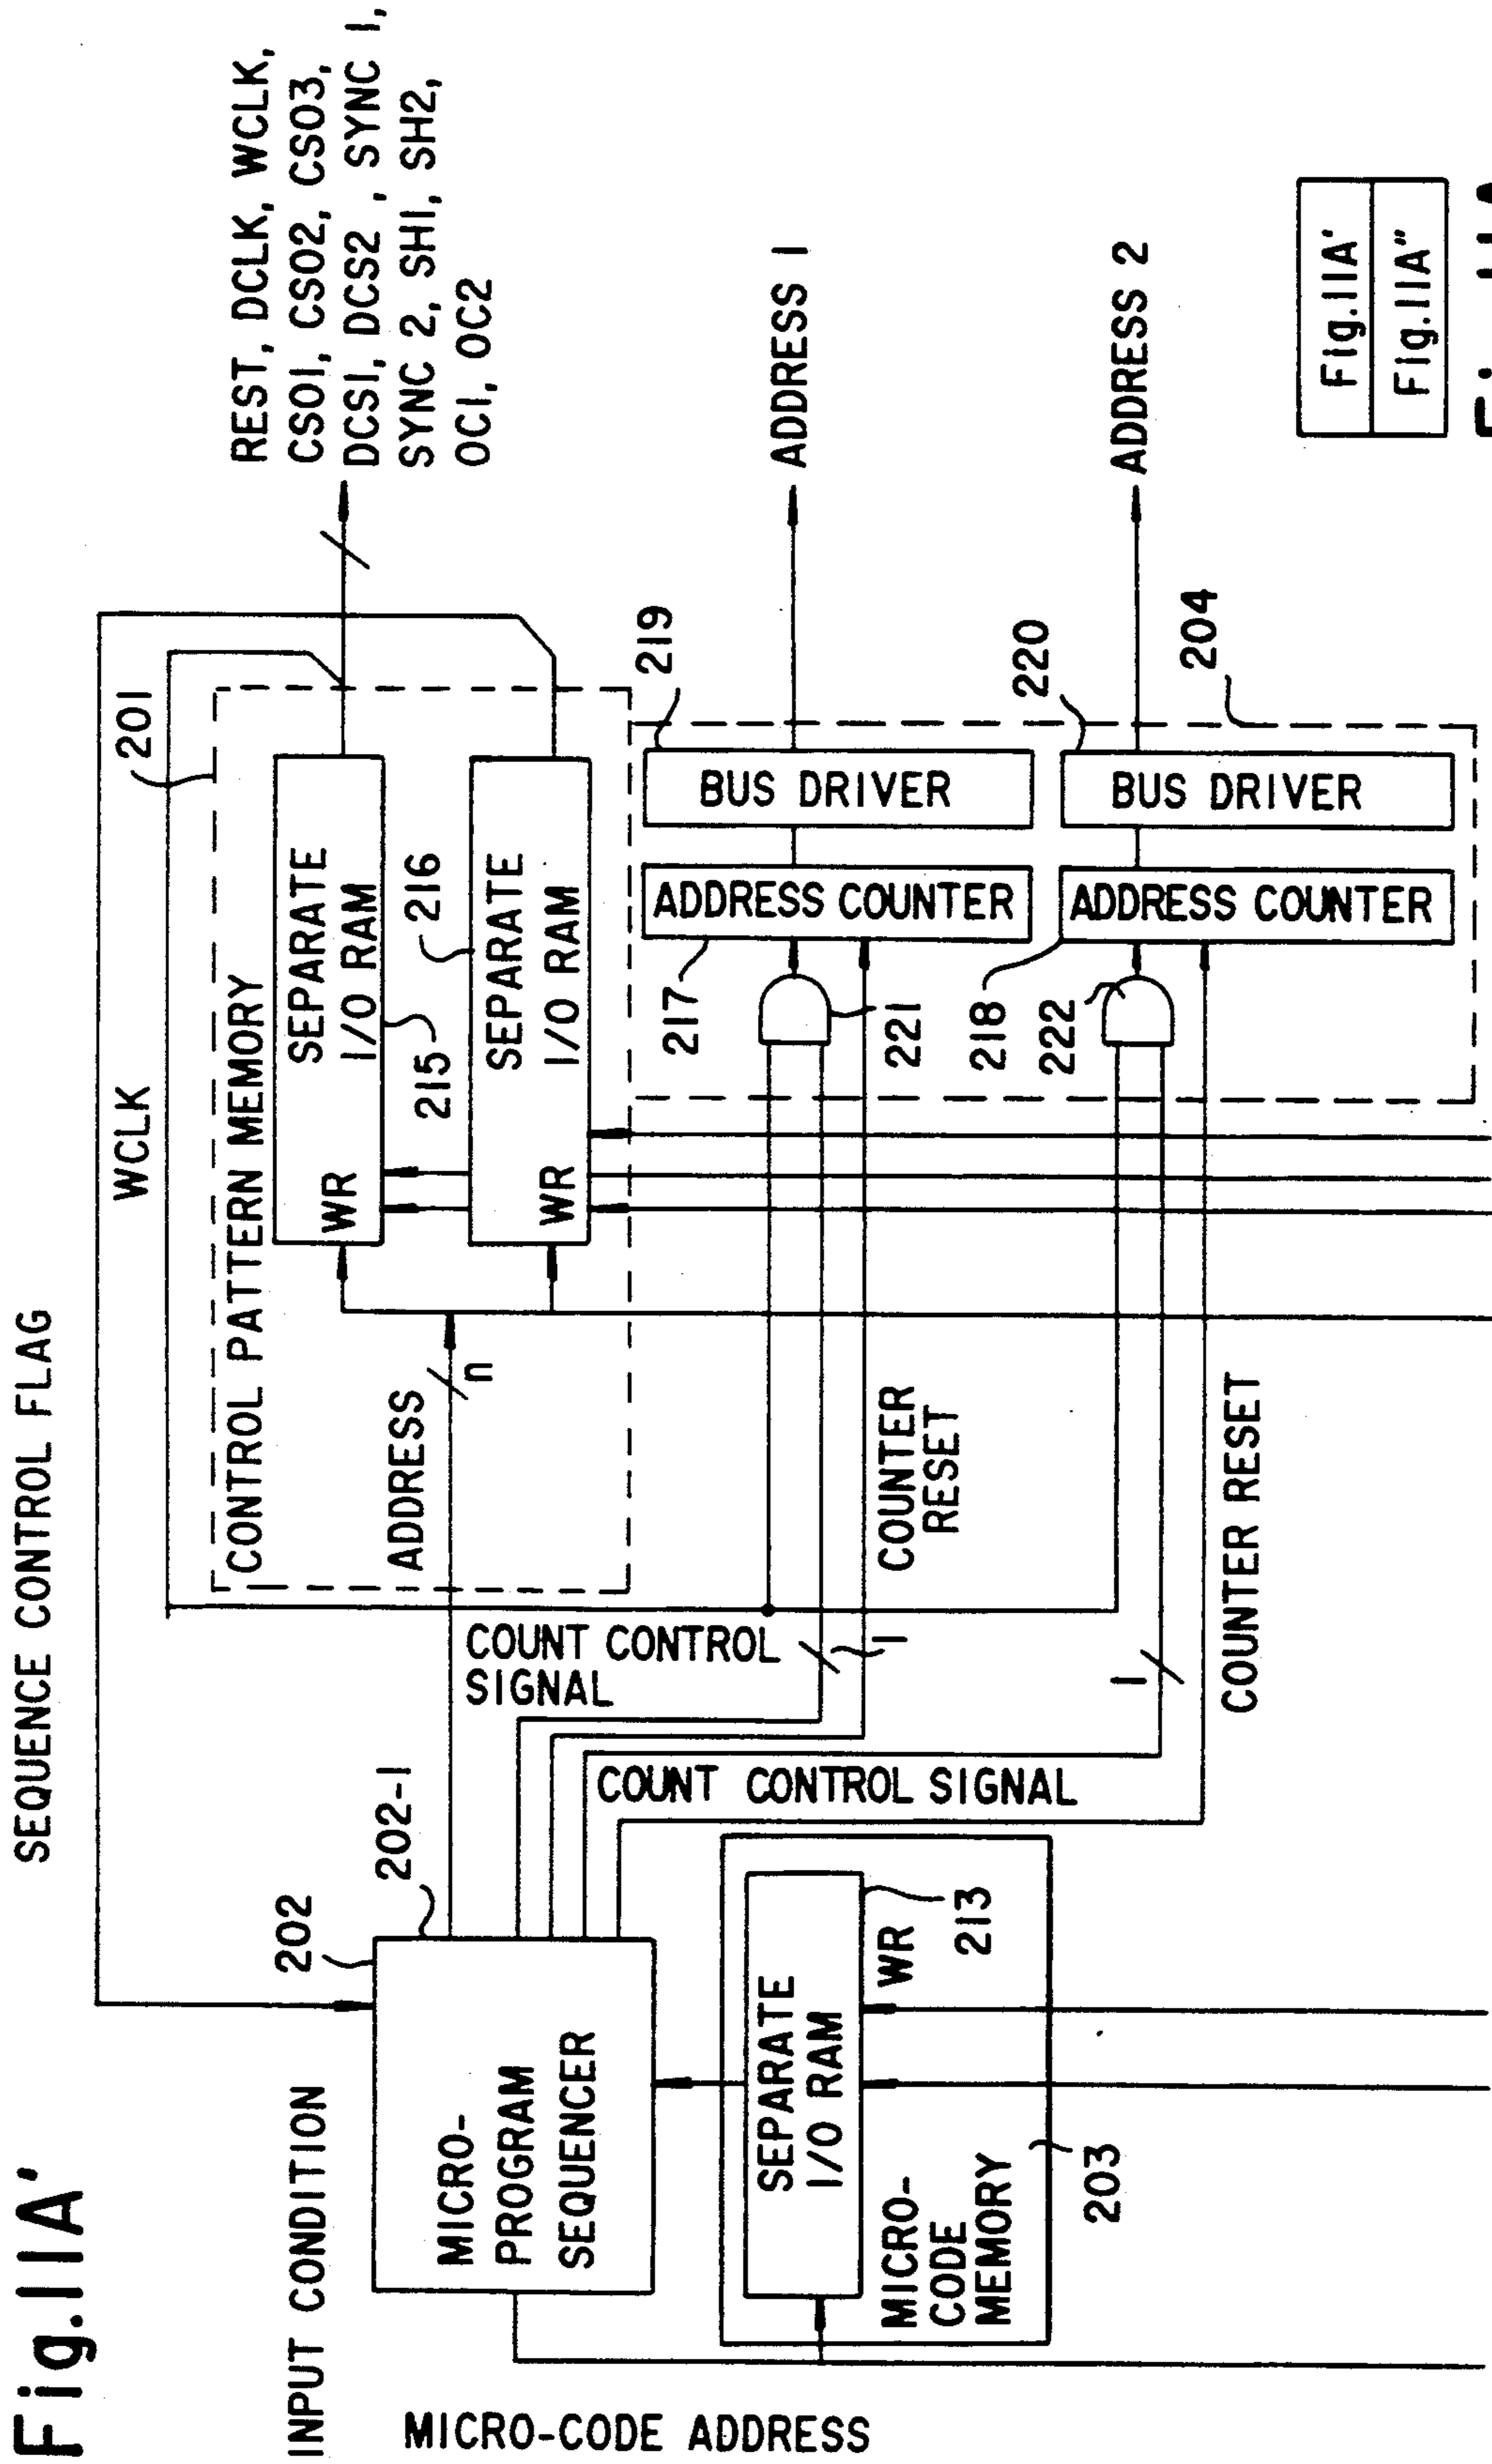 Fig.11A'
SEQUENCE CONTROL FLAG
WCLK
201
INPUT CONDITION
202
202-1
MICRO-
PROGRAM
SEQUENCER
MICRO-CODE ADDRESS
CONTROL PATTERN MEMORY
ADDRESS
n
SEPARATE
I/O RAM
WR
215
216
SEPARATE
I/O RAM
WR
REST, DCLK, WCLK,
CS01, CS02, CS03,
DCS1, DCS2, SYNC 1,
SYNC 2, SH1, SH2,
OC1, OC2
COUNT CONTROL
SIGNAL
1
COUNTER
RESET
COUNT CONTROL SIGNAL
1
COUNTER RESET
SEPARATE
I/O RAM
WR
213
MICRO-
CODE
MEMORY
203
217
221
ADDRESS COUNTER
BUS DRIVER
219
ADDRESS 1
218
222
ADDRESS COUNTER
BUS DRIVER
220
204
ADDRESS 2
Fig.11A'
Fig.11A"